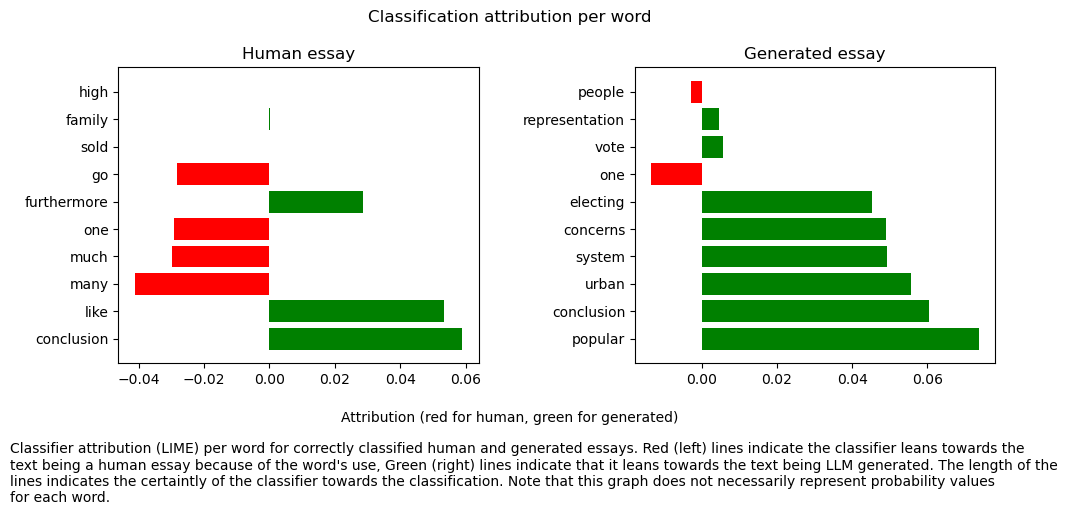 Classification attribution per word
Human essay
high
family
sold
go
furthermore
one
much
many
like
conclusion
−0.04 −0.02 0.00 0.02 0.04 0.06
Generated essay
people
representation
vote
one
electing
concerns
system
urban
conclusion
popular
0.00 0.02 0.04 0.06
Attribution (red for human, green for generated)
Classifier attribution (LIME) per word for correctly classified human and generated essays. Red (left) lines indicate the classifier leans towards the
text being a human essay because of the word's use, Green (right) lines indicate that it leans towards the text being LLM generated. The length of the
lines indicates the certaintly of the classifier towards the classification. Note that this graph does not necessarily represent probability values
for each word.